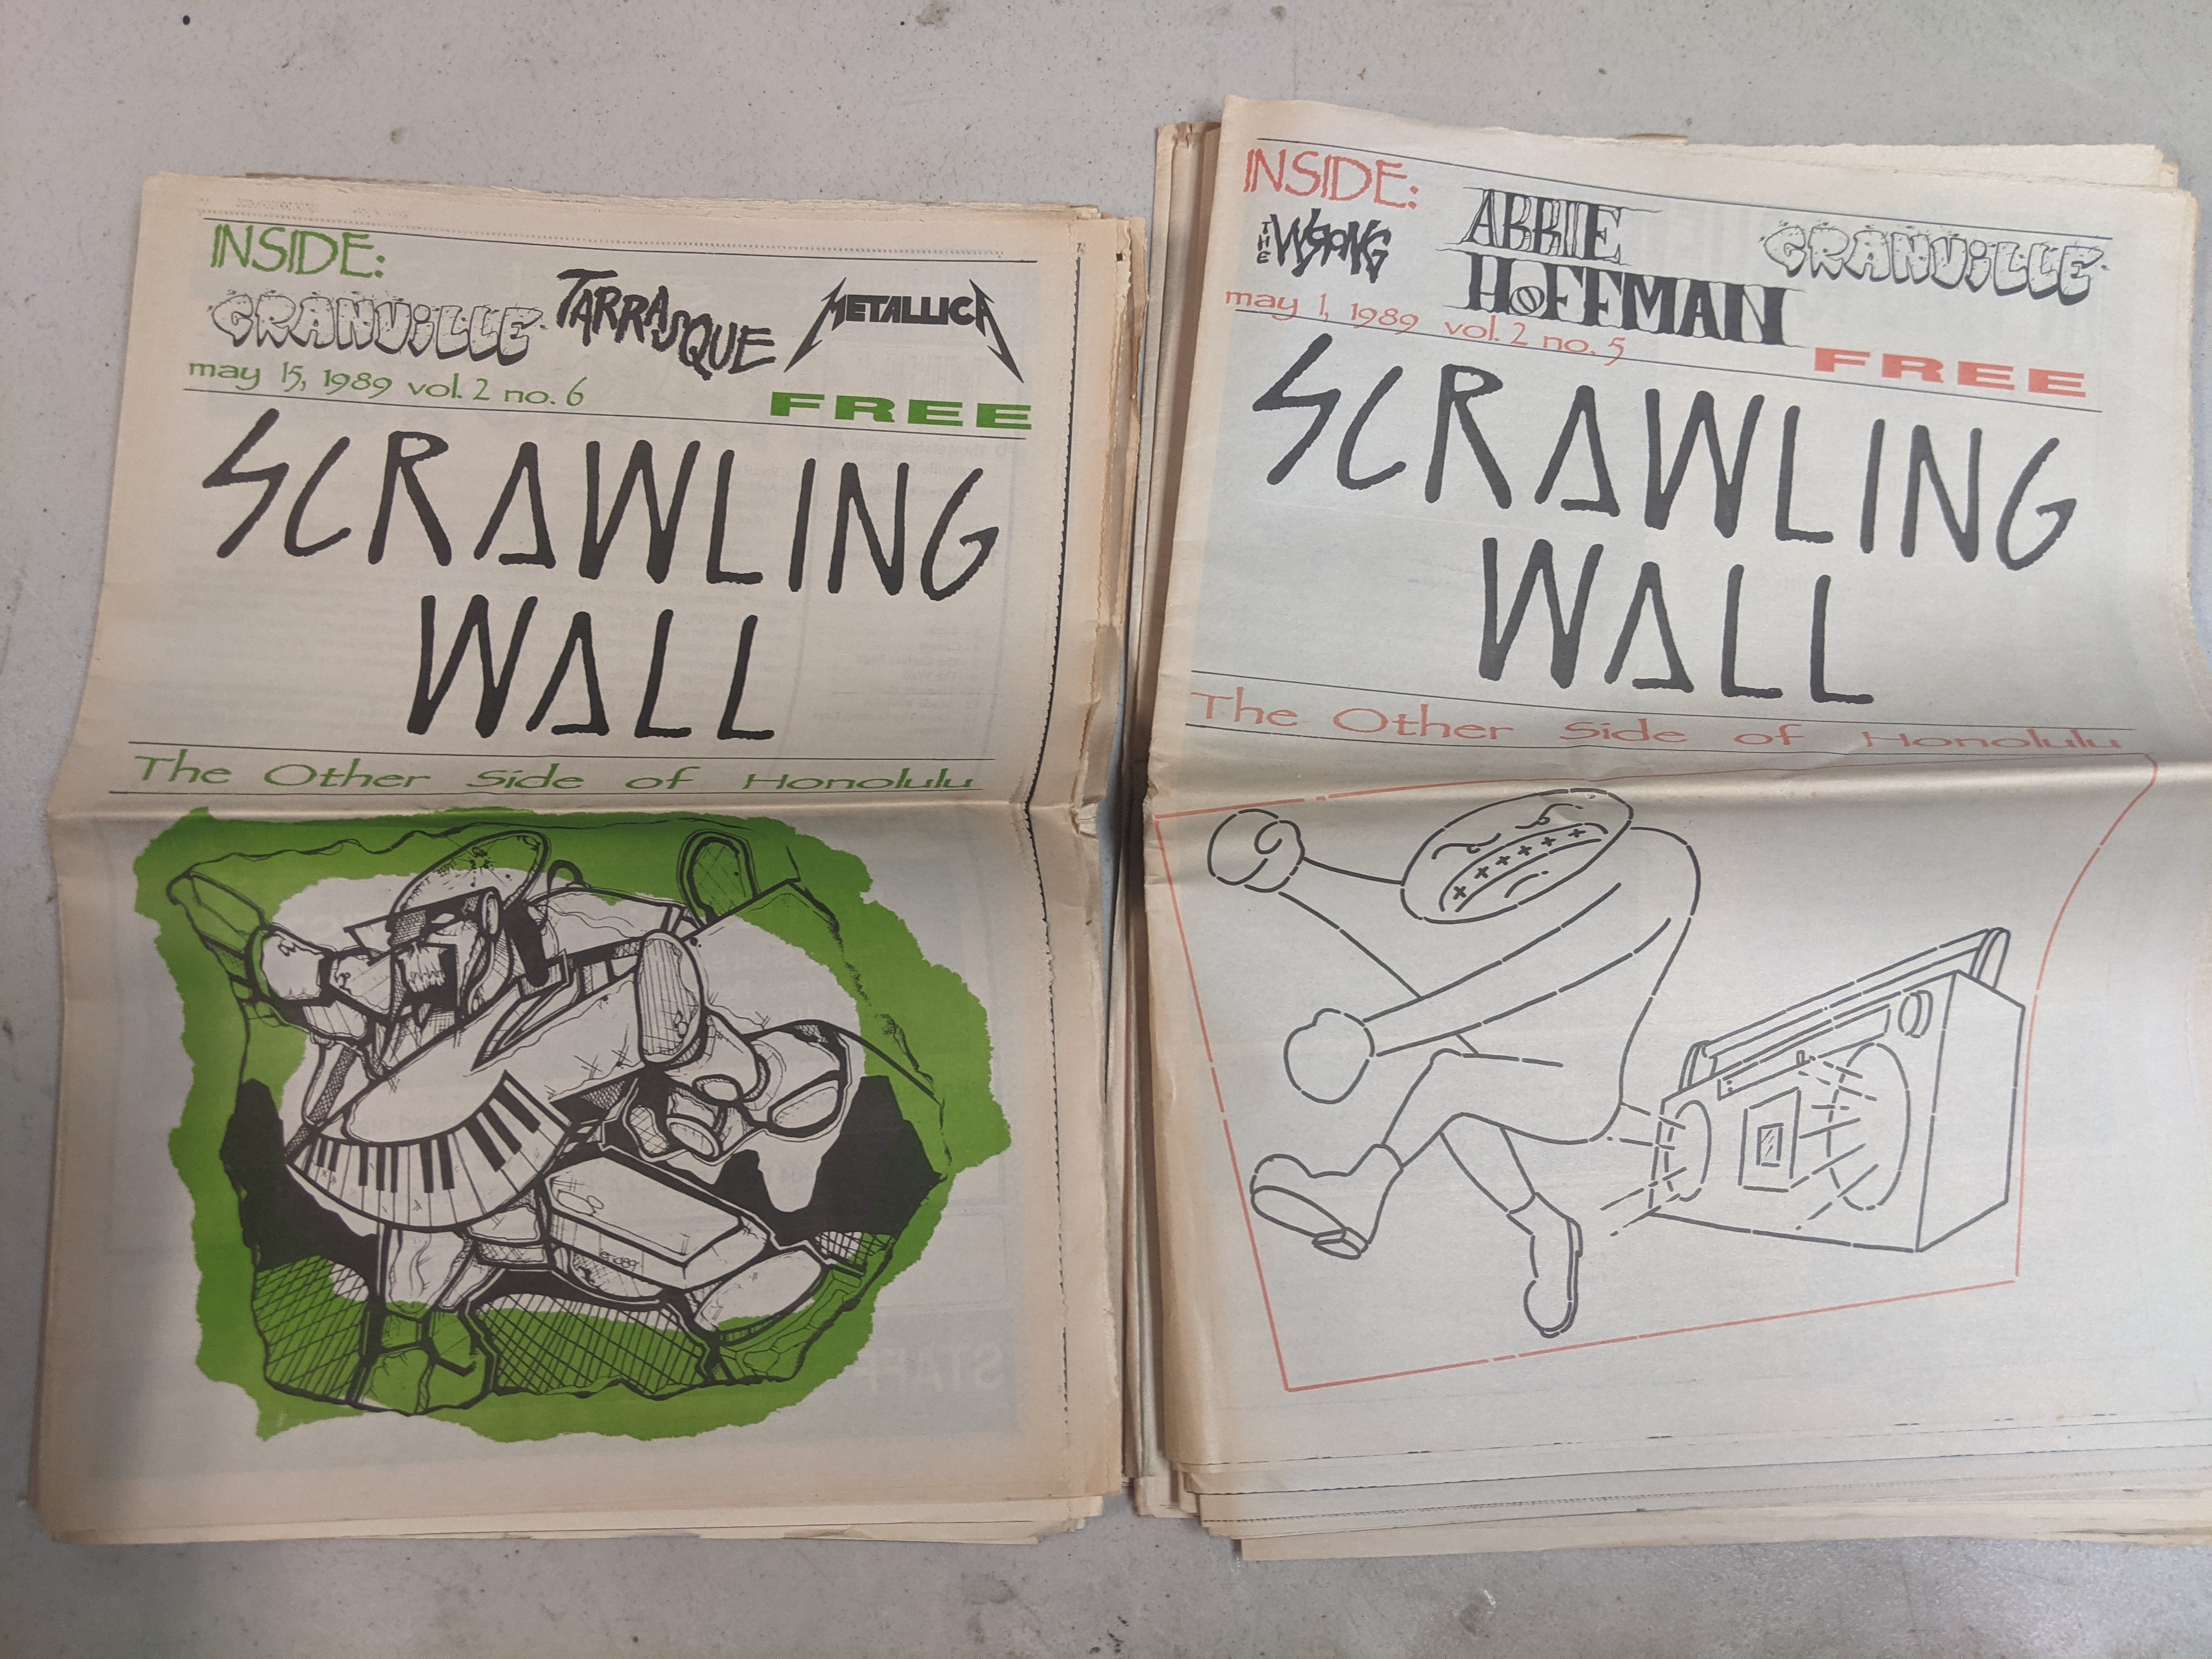 INSIDE:
GRANVILLE TARRASQUE METALLICA
may 15, 1989 vol. 2 no. 6
FREE
SCRAWLING
WALL
The Other Side of Honolulu
INSIDE:
THE WRONG ABBIE HOFFMAN GRANVILLE
may 1, 1989 vol. 2 no. 5
FREE
SCRAWLING
WALL
The Other Side of Honolulu